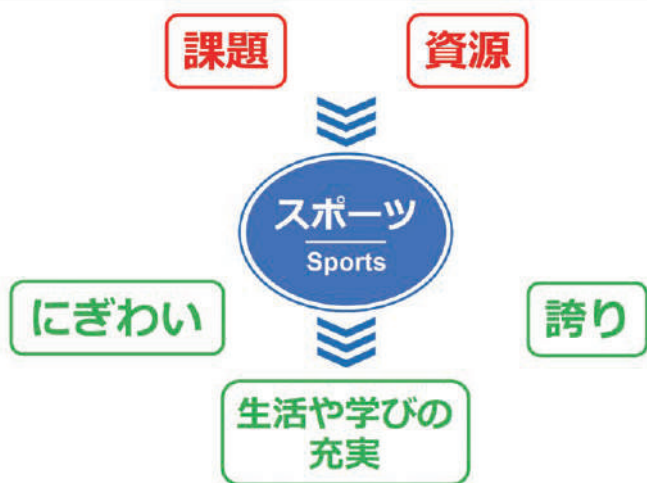 課題
資源
スポーツ
Sports
にぎわい
誇り
生活や学びの
充実